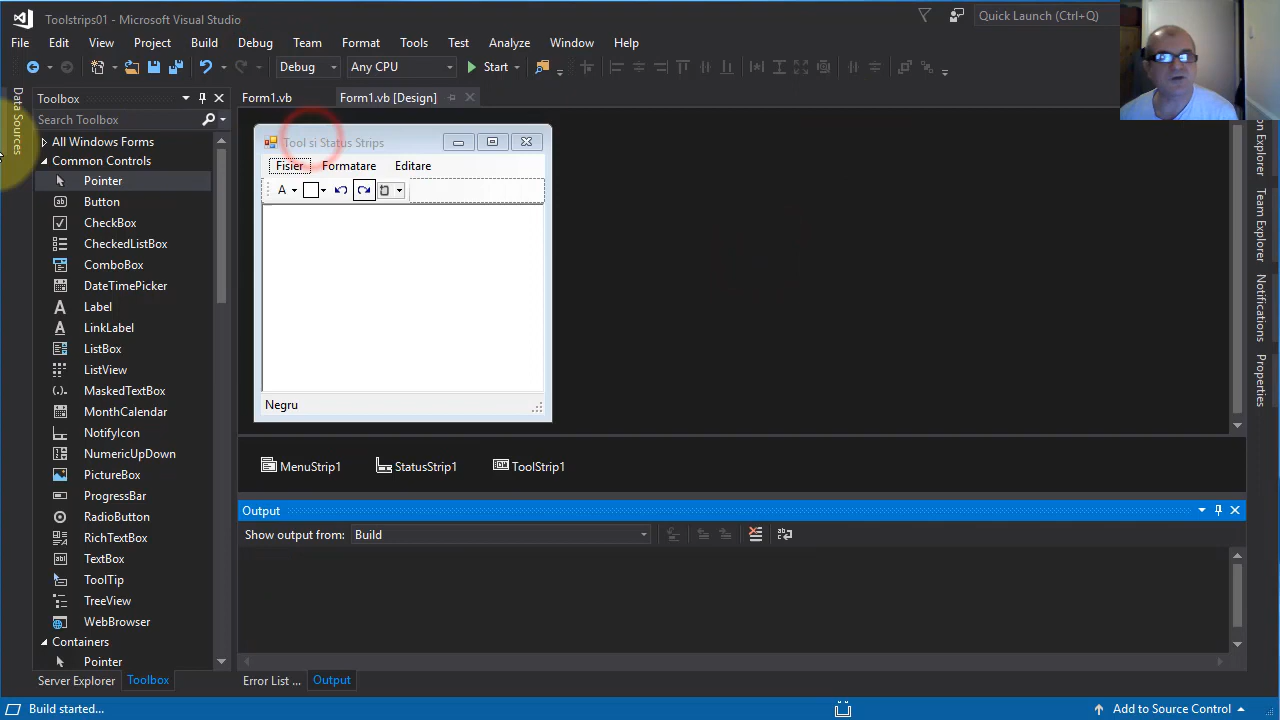 Toolstrips01 - Microsoft Visual Studio
Quick Launch (Ctrl+Q)
File Edit View Project Build Debug Team Format Tools Test Analyze Window Help
Debug Any CPU Start
Data Sources
Toolbox
Search Toolbox
All Windows Forms
Common Controls
Pointer
Button
CheckBox
CheckedListBox
ComboBox
DateTimePicker
Label
LinkLabel
ListBox
ListView
MaskedTextBox
MonthCalendar
NotifyIcon
NumericUpDown
PictureBox
ProgressBar
RadioButton
RichTextBox
TextBox
ToolTip
TreeView
WebBrowser
Containers
Pointer
Server Explorer Toolbox
Form1.vb Form1.vb [Design]
Tool si Status Strips
Fisier Formatare Editare
A
Negru
MenuStrip1 StatusStrip1 ToolStrip1
Output
Show output from: Build
Error List ... Output
Explorer
Team Explorer
Notifications
Properties
Build started...
Add to Source Control